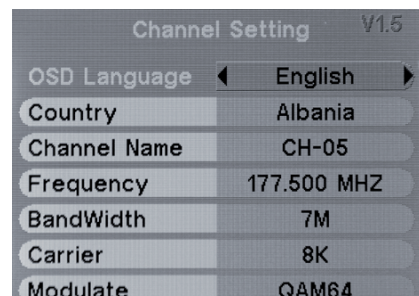 Channel Setting V1.5
OSD Language English
Country Albania
Channel Name CH-05
Frequency 177.500 MHZ
BandWidth 7M
Carrier 8K
Modulate QAM64